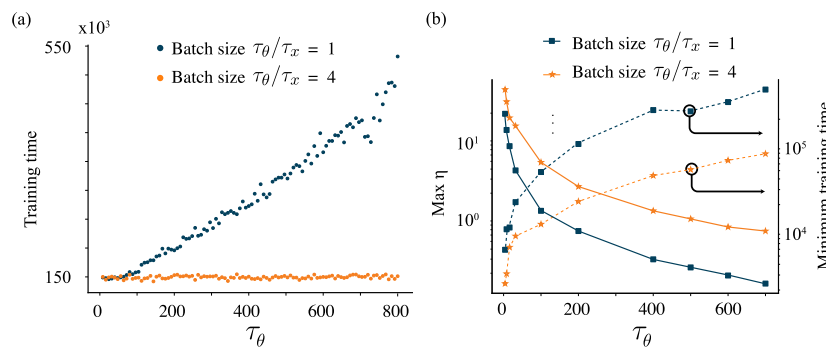 (a)
x10³
550
Batch size τθ/τx = 1
Batch size τθ/τx = 4
Training time
150
0 200 400 600 800
τθ
(b)
Batch size τθ/τx = 1
Batch size τθ/τx = 4
Max η
10¹
10⁰
10⁵
10⁴
Minimum training time
0 200 400 600
τθ